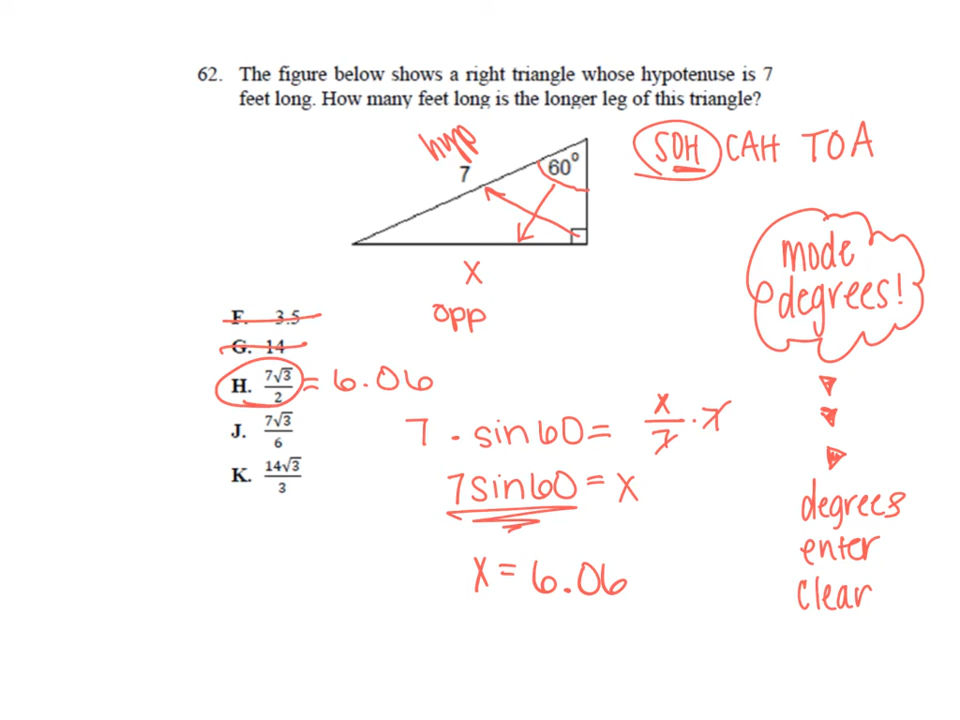 62. The figure below shows a right triangle whose hypotenuse is 7
feet long. How many feet long is the longer leg of this triangle?
hyp
7
60°
SOH CAH TOA
x
opp
mode
degrees!
F. 3.5
G. 14
H. 7√3/2 = 6.06
J. 7√3/6
K. 14√3/3
7 · sin60 = x/7 · 7
7sin60 = x
x = 6.06
degrees
enter
clear